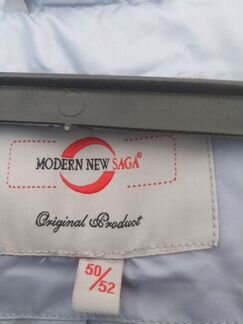 MODERN NEW SAGA®
Original Product
50/52